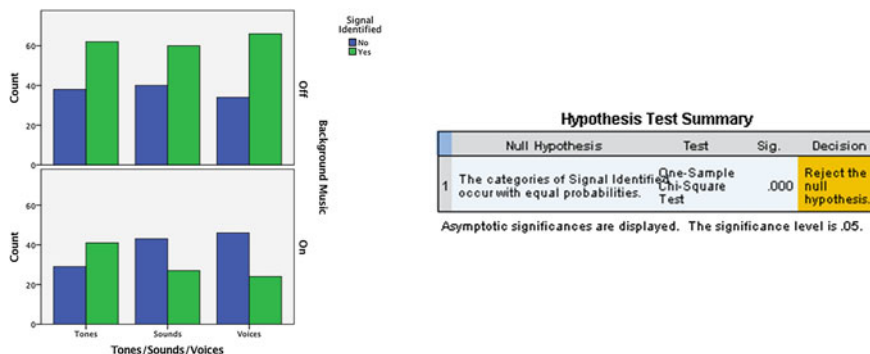 Signal
Identified
No
Yes
Count
60
40
20
0
Off
Background Music
Count
60
40
20
0
On
Tones
Sounds
Voices
Tones/Sounds/Voices
Hypothesis Test Summary
Null Hypothesis Test Sig. Decision
1 The categories of Signal Identified occur with equal probabilities. One-Sample Chi-Square Test .000 Reject the null hypothesis.
Asymptotic significances are displayed. The significance level is .05.